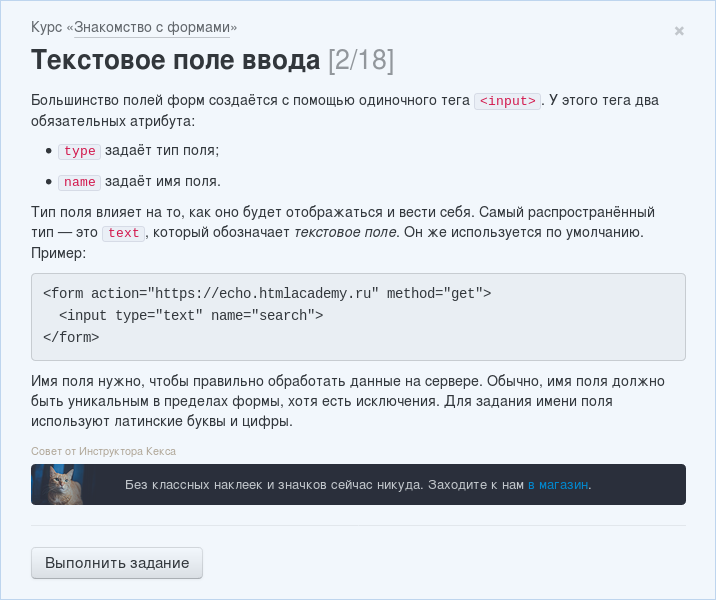 Курс «Знакомство с формами»
×
Текстовое поле ввода [2/18]
Большинство полей форм создаётся с помощью одиночного тега <input>. У этого тега два
обязательных атрибута:
• type задаёт тип поля;
• name задаёт имя поля.
Тип поля влияет на то, как оно будет отображаться и вести себя. Самый распространённый
тип — это text, который обозначает текстовое поле. Он же используется по умолчанию.
Пример:
<form action="https://echo.htmlacademy.ru" method="get">
  <input type="text" name="search">
</form>
Имя поля нужно, чтобы правильно обработать данные на сервере. Обычно, имя поля должно
быть уникальным в пределах формы, хотя есть исключения. Для задания имени поля
используют латинские буквы и цифры.
Совет от Инструктора Кекса
Без классных наклеек и значков сейчас никуда. Заходите к нам в магазин.
Выполнить задание